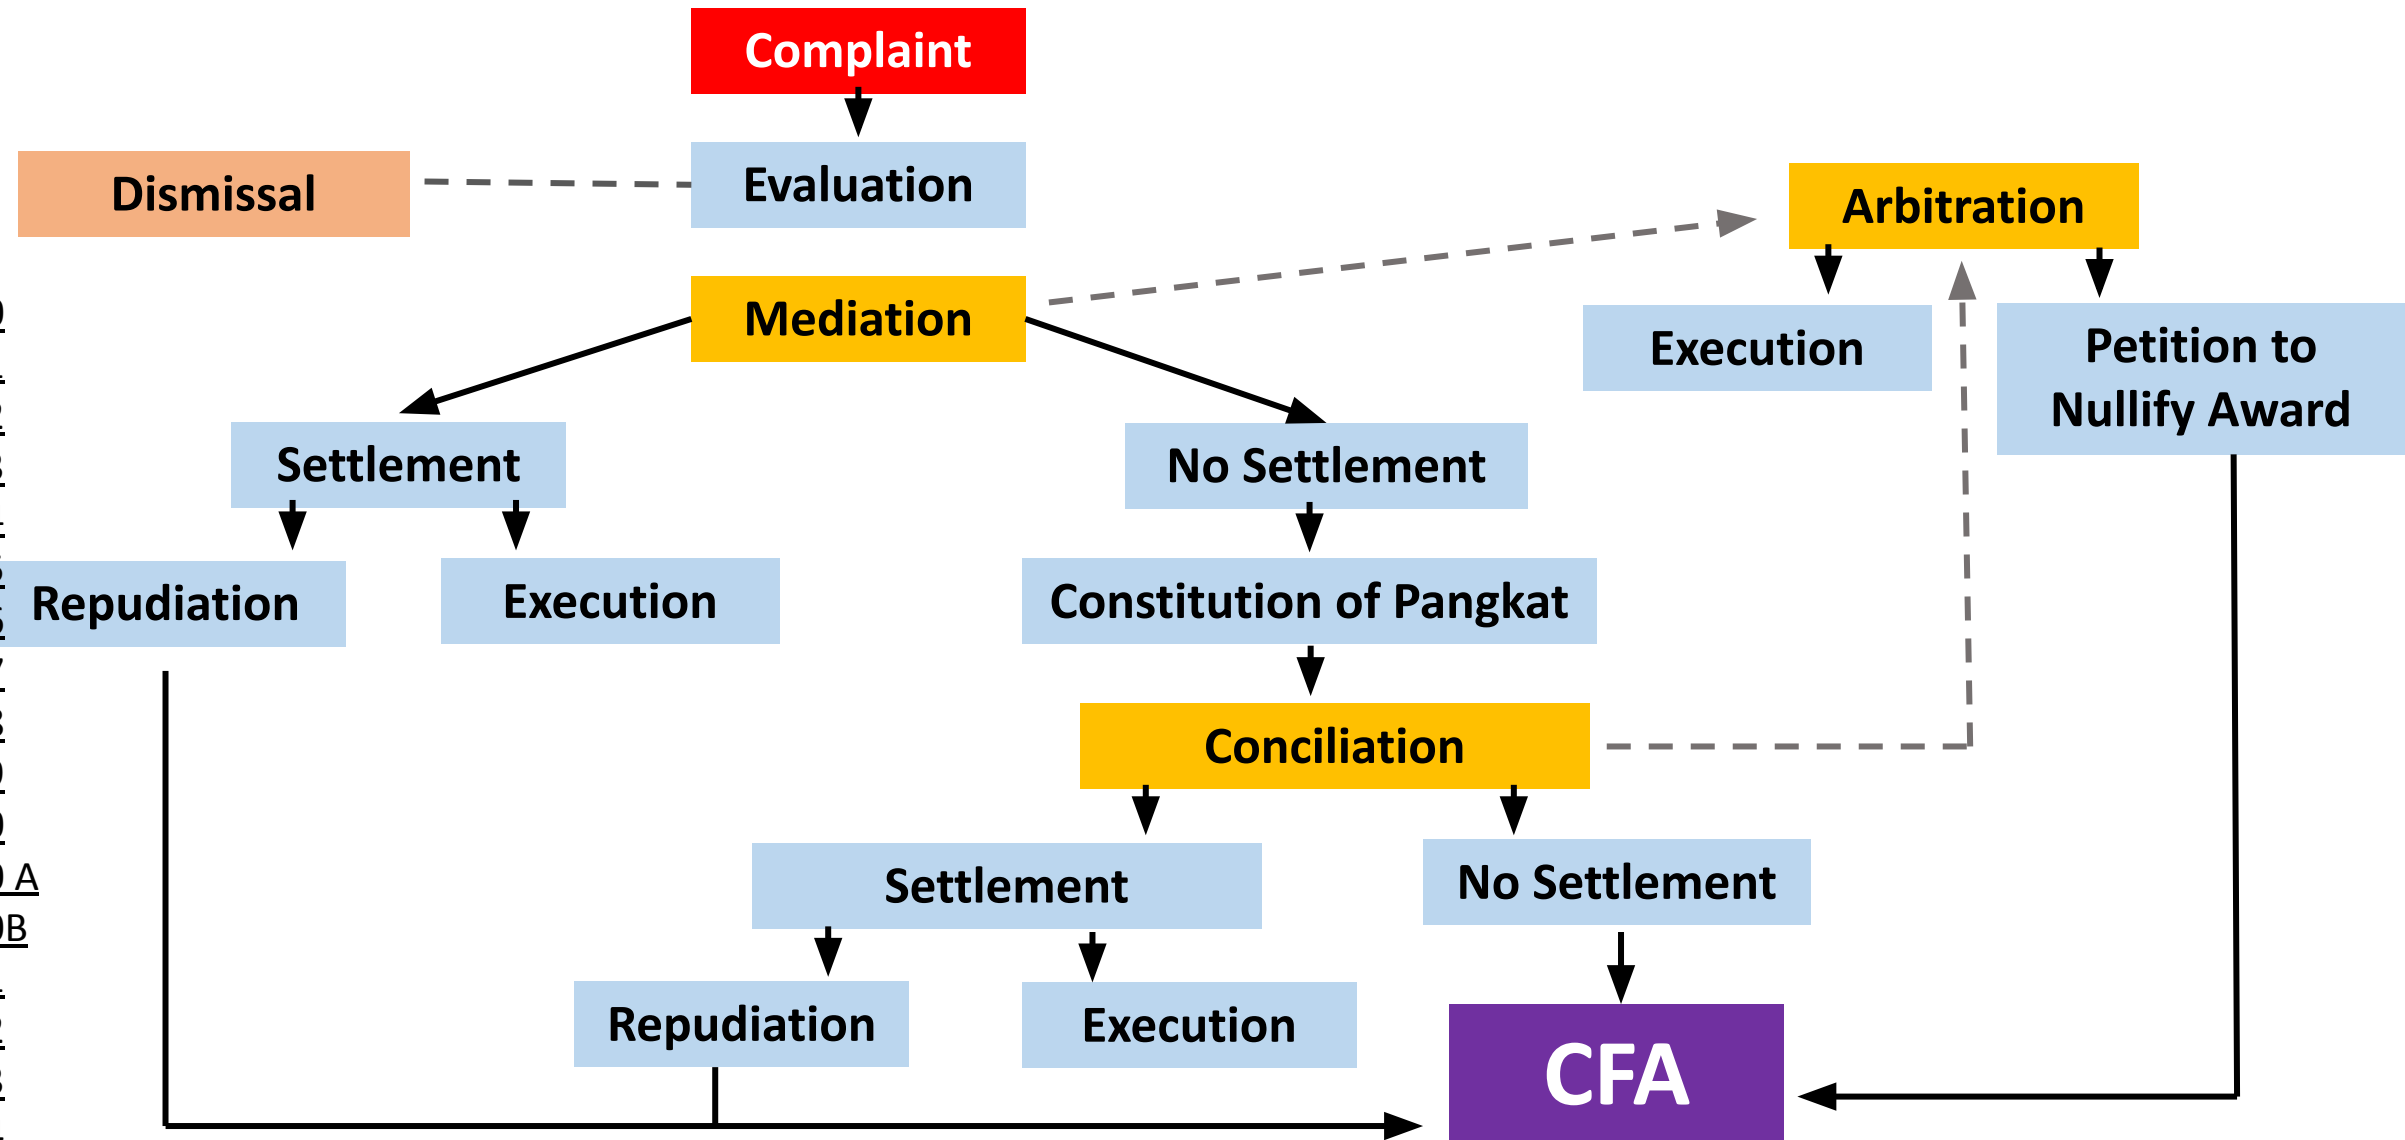 Complaint
Dismissal
Evaluation
Arbitration
Mediation
Execution
Petition to
Nullify Award
Settlement
No Settlement
Repudiation
Execution
Constitution of Pangkat
Conciliation
Settlement
No Settlement
A
B
Repudiation
Execution
CFA